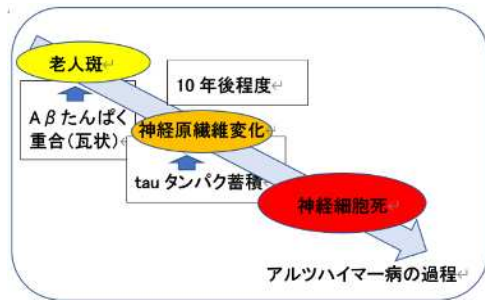 老人斑
10年後程度
Aβたんぱく
重合(瓦状)
神経原繊維変化
tauタンパク蓄積
神経細胞死
アルツハイマー病の過程